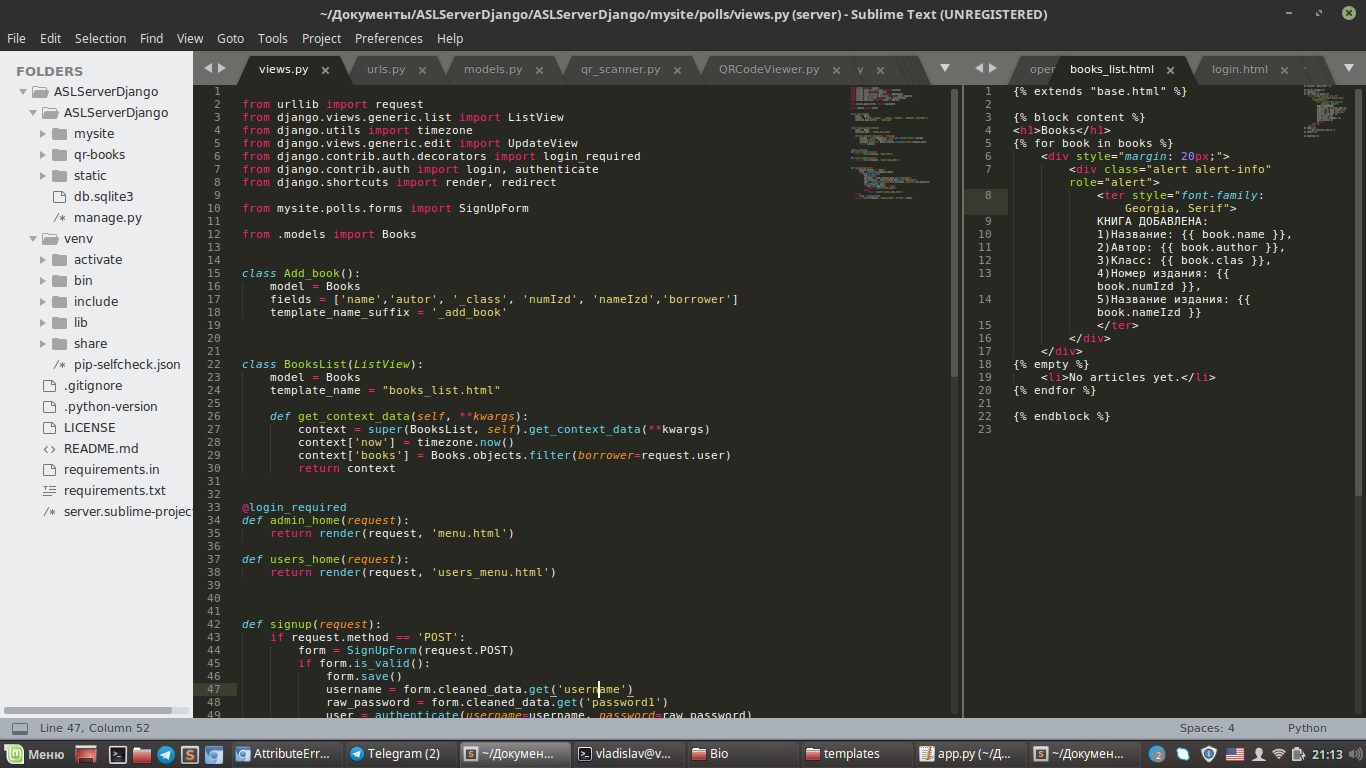 ~/Документы/ASLServerDjango/ASLServerDjango/mysite/polls/views.py (server) - Sublime Text (UNREGISTERED)
File Edit Selection Find View Goto Tools Project Preferences Help
FOLDERS
ASLServerDjango
ASLServerDjango
mysite
qr-books
static
db.sqlite3
manage.py
venv
activate
bin
include
lib
share
pip-selfcheck.json
.gitignore
.python-version
LICENSE
README.md
requirements.in
requirements.txt
server.sublime-projec
views.py urls.py models.py qr_scanner.py QRCodeViewer.py y
1
2 from urllib import request
3 from django.views.generic.list import ListView
4 from django.utils import timezone
5 from django.views.generic.edit import UpdateView
6 from django.contrib.auth.decorators import login_required
7 from django.contrib.auth import login, authenticate
8 from django.shortcuts import render, redirect
9
10 from mysite.polls.forms import SignUpForm
11
12 from .models import Books
13
14
15 class Add_book():
16 model = Books
17 fields = ['name','autor', '_class', 'numIzd', 'nameIzd','borrower']
18 template_name_suffix = '_add_book'
19
20
21
22 class BooksList(ListView):
23 model = Books
24 template_name = "books_list.html"
25
26 def get_context_data(self, **kwargs):
27 context = super(BooksList, self).get_context_data(**kwargs)
28 context['now'] = timezone.now()
29 context['books'] = Books.objects.filter(borrower=request.user)
30 return context
31
32
33 @login_required
34 def admin_home(request):
35 return render(request, 'menu.html')
36
37 def users_home(request):
38 return render(request, 'users_menu.html')
39
40
41
42 def signup(request):
43 if request.method == 'POST':
44 form = SignUpForm(request.POST)
45 if form.is_valid():
46 form.save()
47 username = form.cleaned_data.get('username')
48 raw_password = form.cleaned_data.get('password1')
49 user = authenticate(username=username, password=raw_password)
oper books_list.html login.html
1 {% extends "base.html" %}
2
3 {% block content %}
4 <h1>Books</h1>
5 {% for book in books %}
6 <div style="margin: 20px;">
7 <div class="alert alert-info"
role="alert">
8 <ter style="font-family:
Georgia, Serif">
9 КНИГА ДОБАВЛЕНА:
10 1)Название: {{ book.name }},
11 2)Автор: {{ book.author }},
12 3)Класс: {{ book.clas }},
13 4)Номер издания: {{
book.numIzd }},
14 5)Название издания: {{
book.nameIzd }}
15 </ter>
16 </div>
17 </div>
18 {% empty %}
19 <li>No articles yet.</li>
20 {% endfor %}
21
22 {% endblock %}
23
Line 47, Column 52 Spaces: 4 Python
Меню AttributeErr... Telegram (2) ~/Докумен... vladislav@v... Bio templates app.py (~/Д... ~/Докумен... 2 21:13